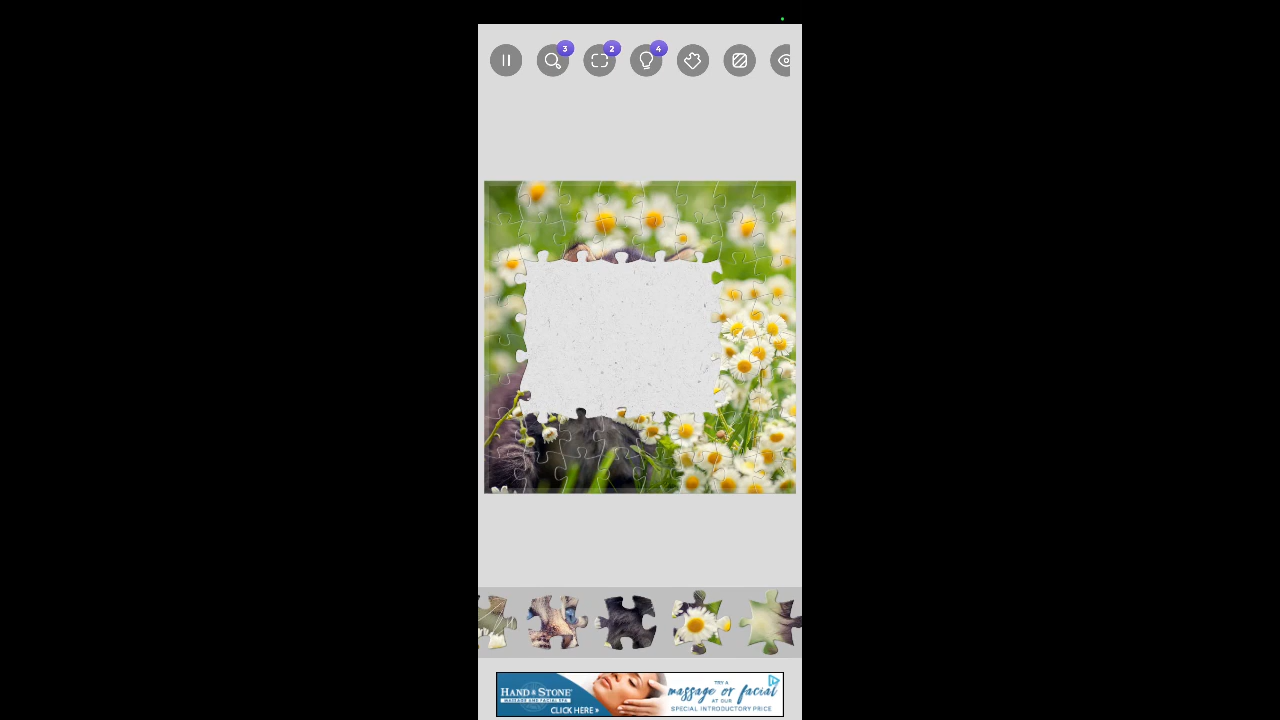 3
2
4
HAND & STONE
MASSAGE AND FACIAL SPA
CLICK HERE »
TRY A
massage or facial
AT OUR
SPECIAL INTRODUCTORY PRICE